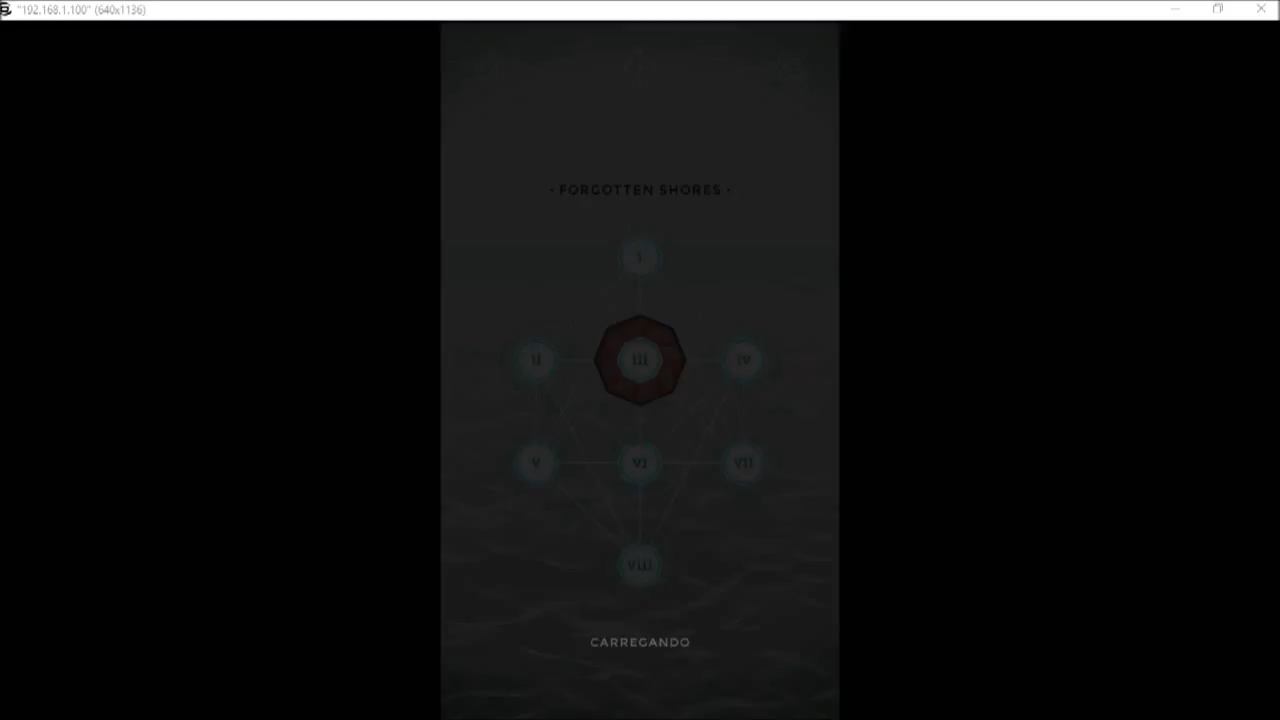 "192.168.1.100" (640x1136)
• FORGOTTEN SHORES •
I
II III IV
V VI VII
VIII
CARREGANDO